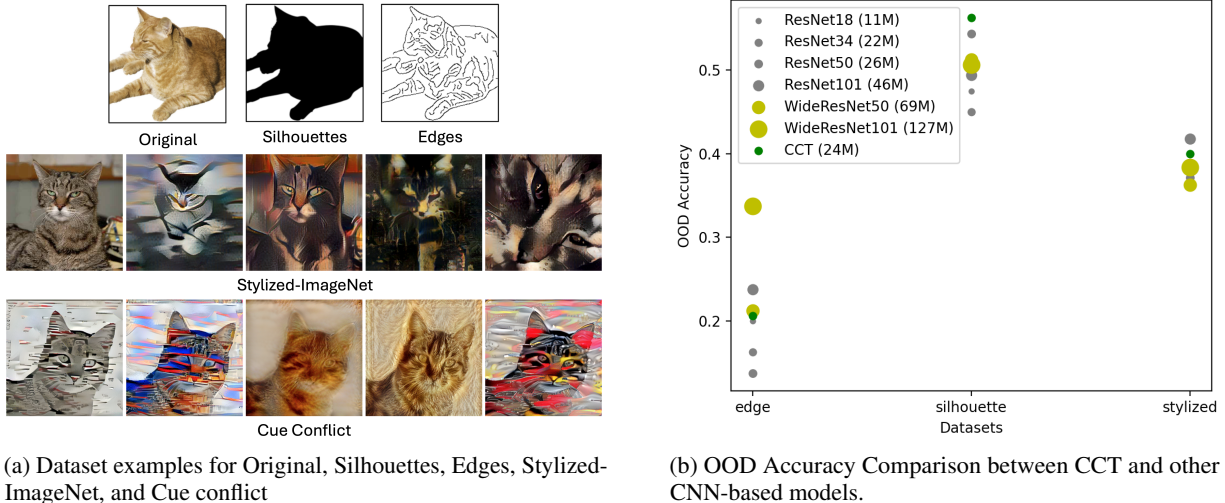 Original
Silhouettes
Edges
Stylized-ImageNet
Cue Conflict
(a) Dataset examples for Original, Silhouettes, Edges, Stylized-
ImageNet, and Cue conflict
ResNet18 (11M)
ResNet34 (22M)
ResNet50 (26M)
ResNet101 (46M)
WideResNet50 (69M)
WideResNet101 (127M)
CCT (24M)
OOD Accuracy
0.5
0.4
0.3
0.2
edge
silhouette
stylized
Datasets
(b) OOD Accuracy Comparison between CCT and other
CNN-based models.